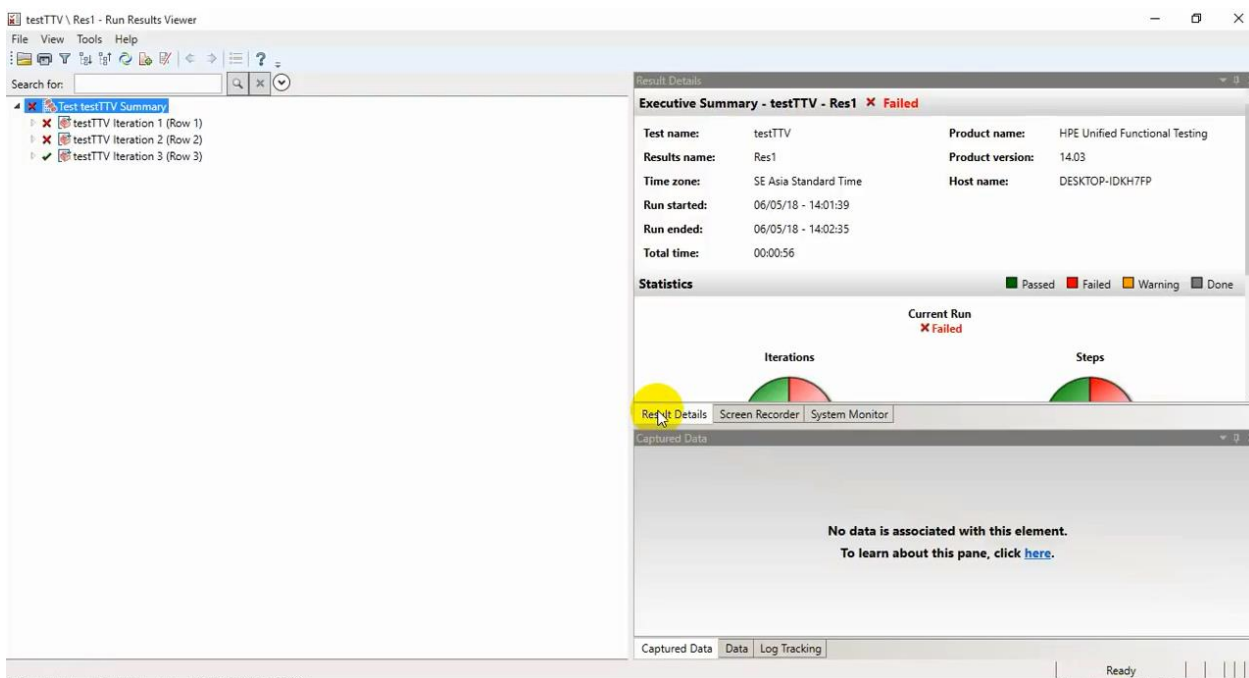 testTTV \ Res1 - Run Results Viewer
File View Tools Help
Search for:
Test testTTV Summary
testTTV Iteration 1 (Row 1)
testTTV Iteration 2 (Row 2)
testTTV Iteration 3 (Row 3)
Result Details
Executive Summary - testTTV - Res1 Failed
Test name: testTTV Product name: HPE Unified Functional Testing
Results name: Res1 Product version: 14.03
Time zone: SE Asia Standard Time Host name: DESKTOP-IDKH7FP
Run started: 06/05/18 - 14:01:39
Run ended: 06/05/18 - 14:02:35
Total time: 00:00:56
Statistics Passed Failed Warning Done
Current Run
Failed
Iterations Steps
Result Details Screen Recorder System Monitor
Captured Data
No data is associated with this element.
To learn about this pane, click here.
Captured Data Data Log Tracking
Ready